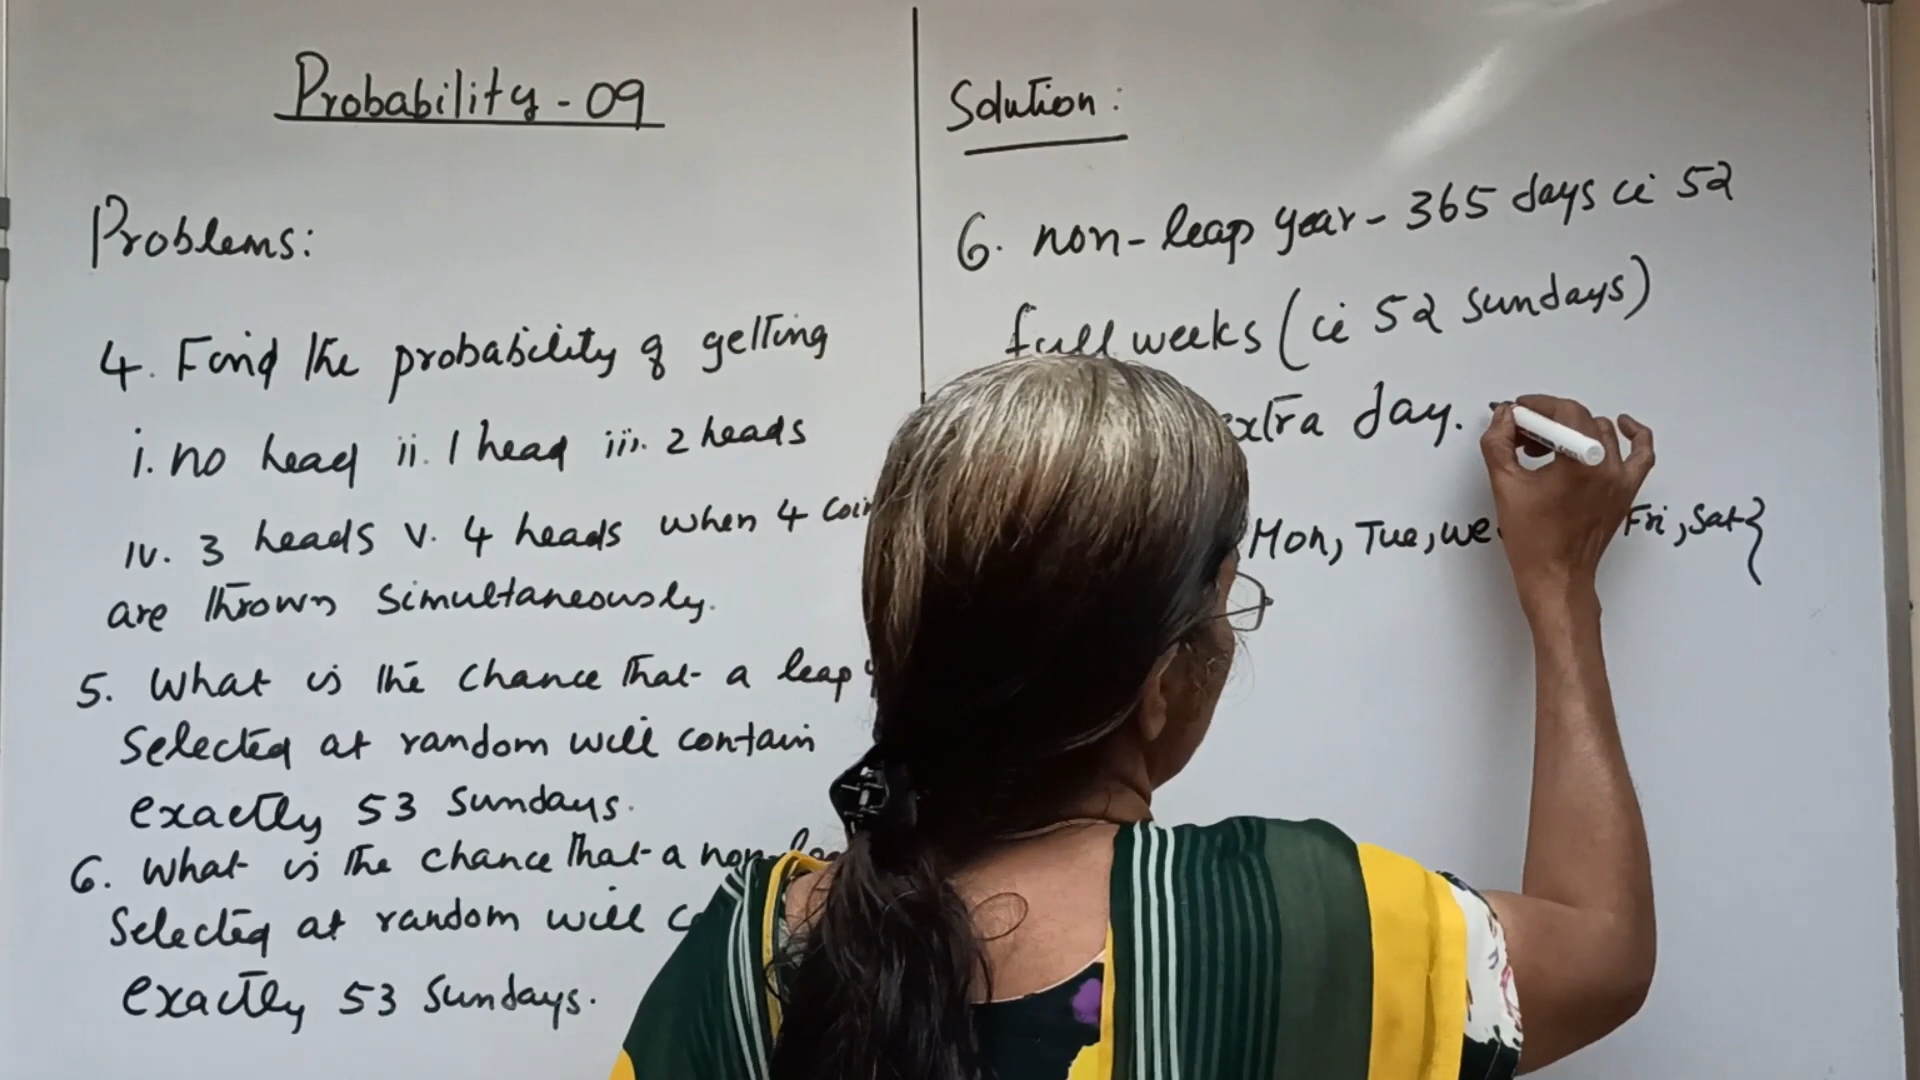 Probability - 09
Problems:
4. Find the probability of getting
i. no head ii. 1 head iii. 2 heads
iv. 3 heads v. 4 heads when 4
are thrown simultaneously.
5. What is the chance that a leap
selected at random will contain
exactly 53 Sundays.
6. What is the chance that a non-
selected at random will
exactly 53 Sundays.
Solution:
6. non-leap year - 365 days ie 52
full weeks (ie 52 Sundays)
extra day.
Mon, Tue, Fri, Sat}